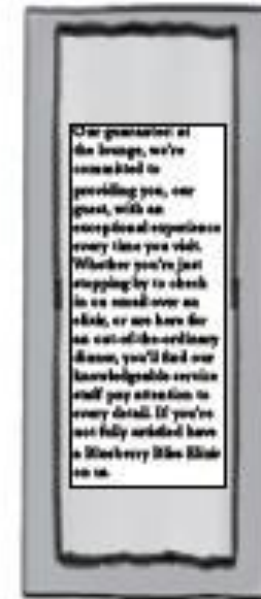 Our guarantee: at
the lounge, we're
committed to
providing you, our
guest, with an
exceptional experience
every time you visit.
Whether you're just
stopping by to check
in on email over an
elixir, or are here for
an out-of-the-ordinary
dinner, you'll find our
knowledgeable service
staff pay attention to
every detail. If you're
not fully satisfied have
a Blueberry Bliss Elixir
on us.